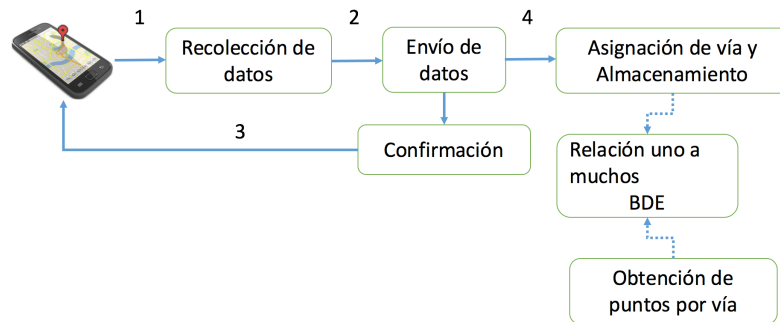 1
2
4
Recolección de
datos
Envío de
datos
Asignación de vía y
Almacenamiento
3
Confirmación
Relación uno a
muchos
BDE
Obtención de
puntos por vía